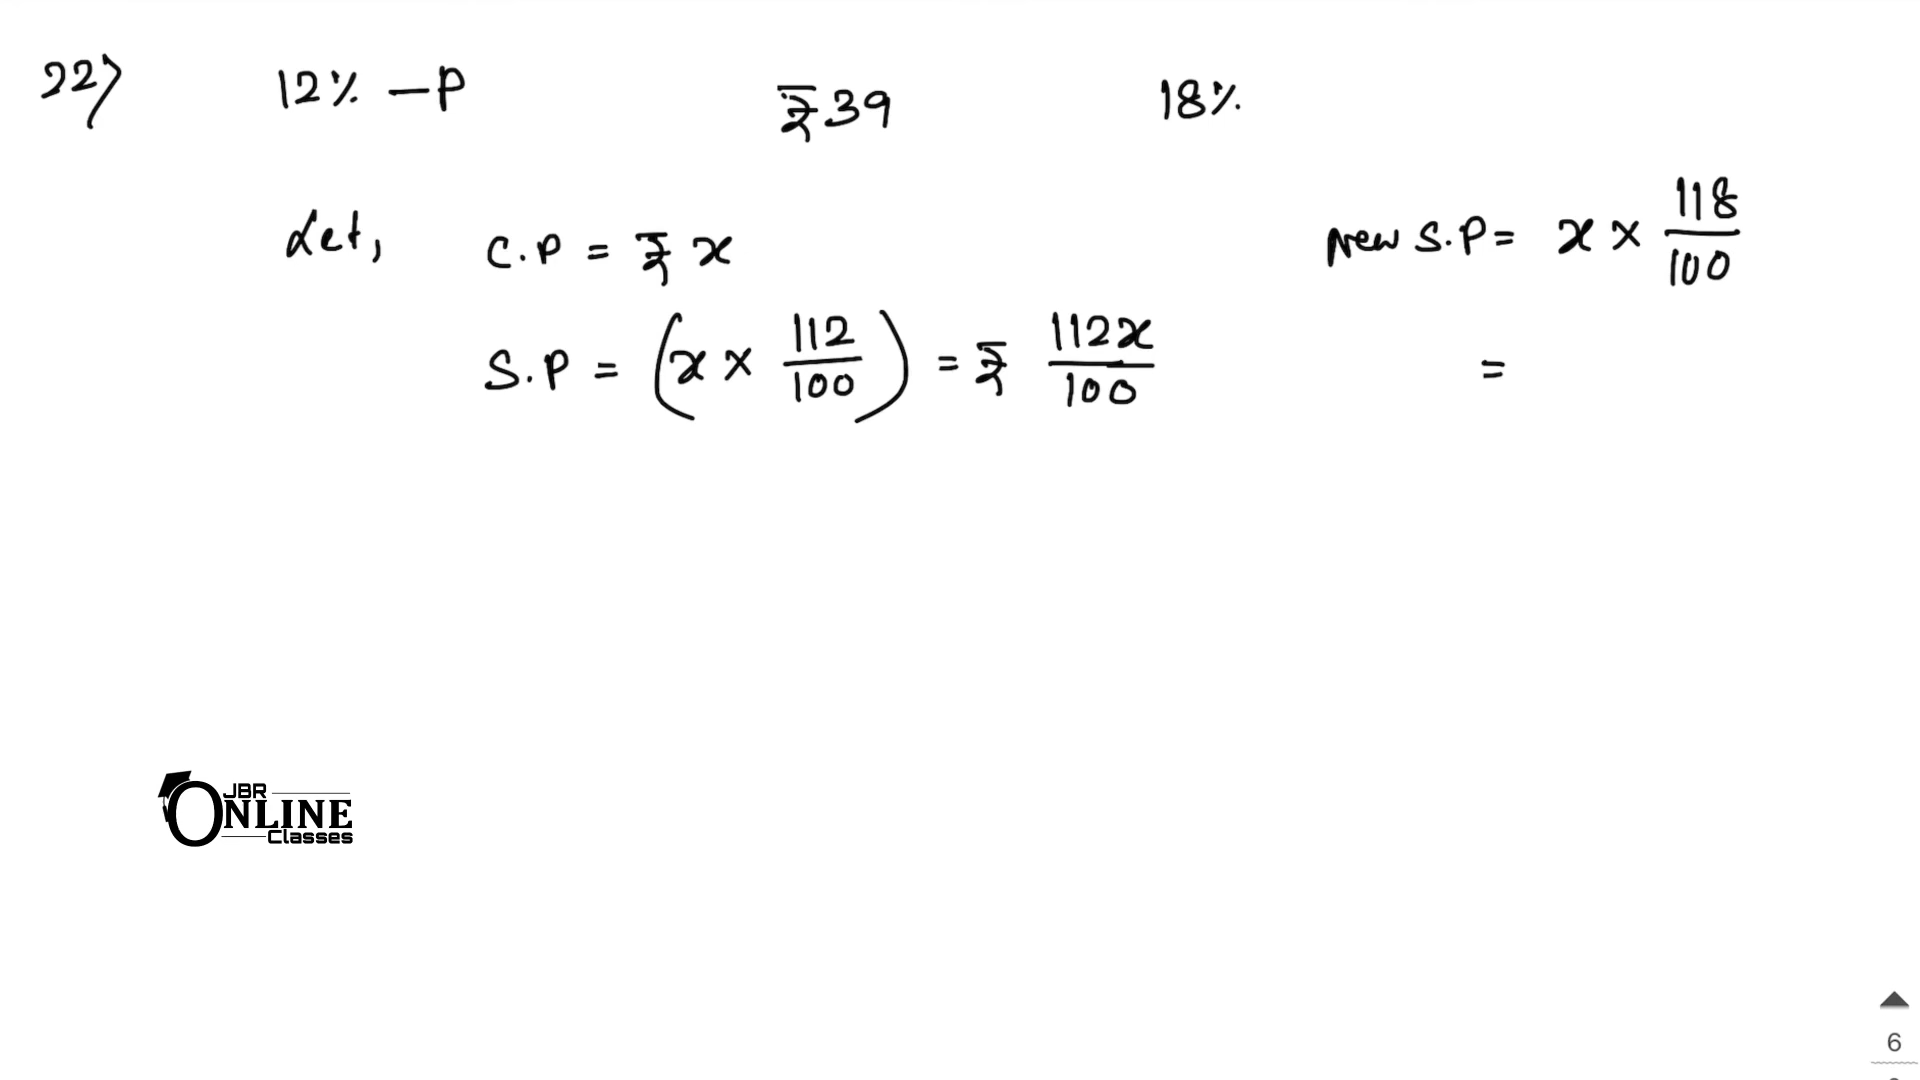 22) 12% – P ₹39 18%
Let, C.P = ₹ x
New S.P = x × 118/100
S.P = (x × 112/100) = ₹ 112x/100
=
JBR
ONLINE
Classes
6